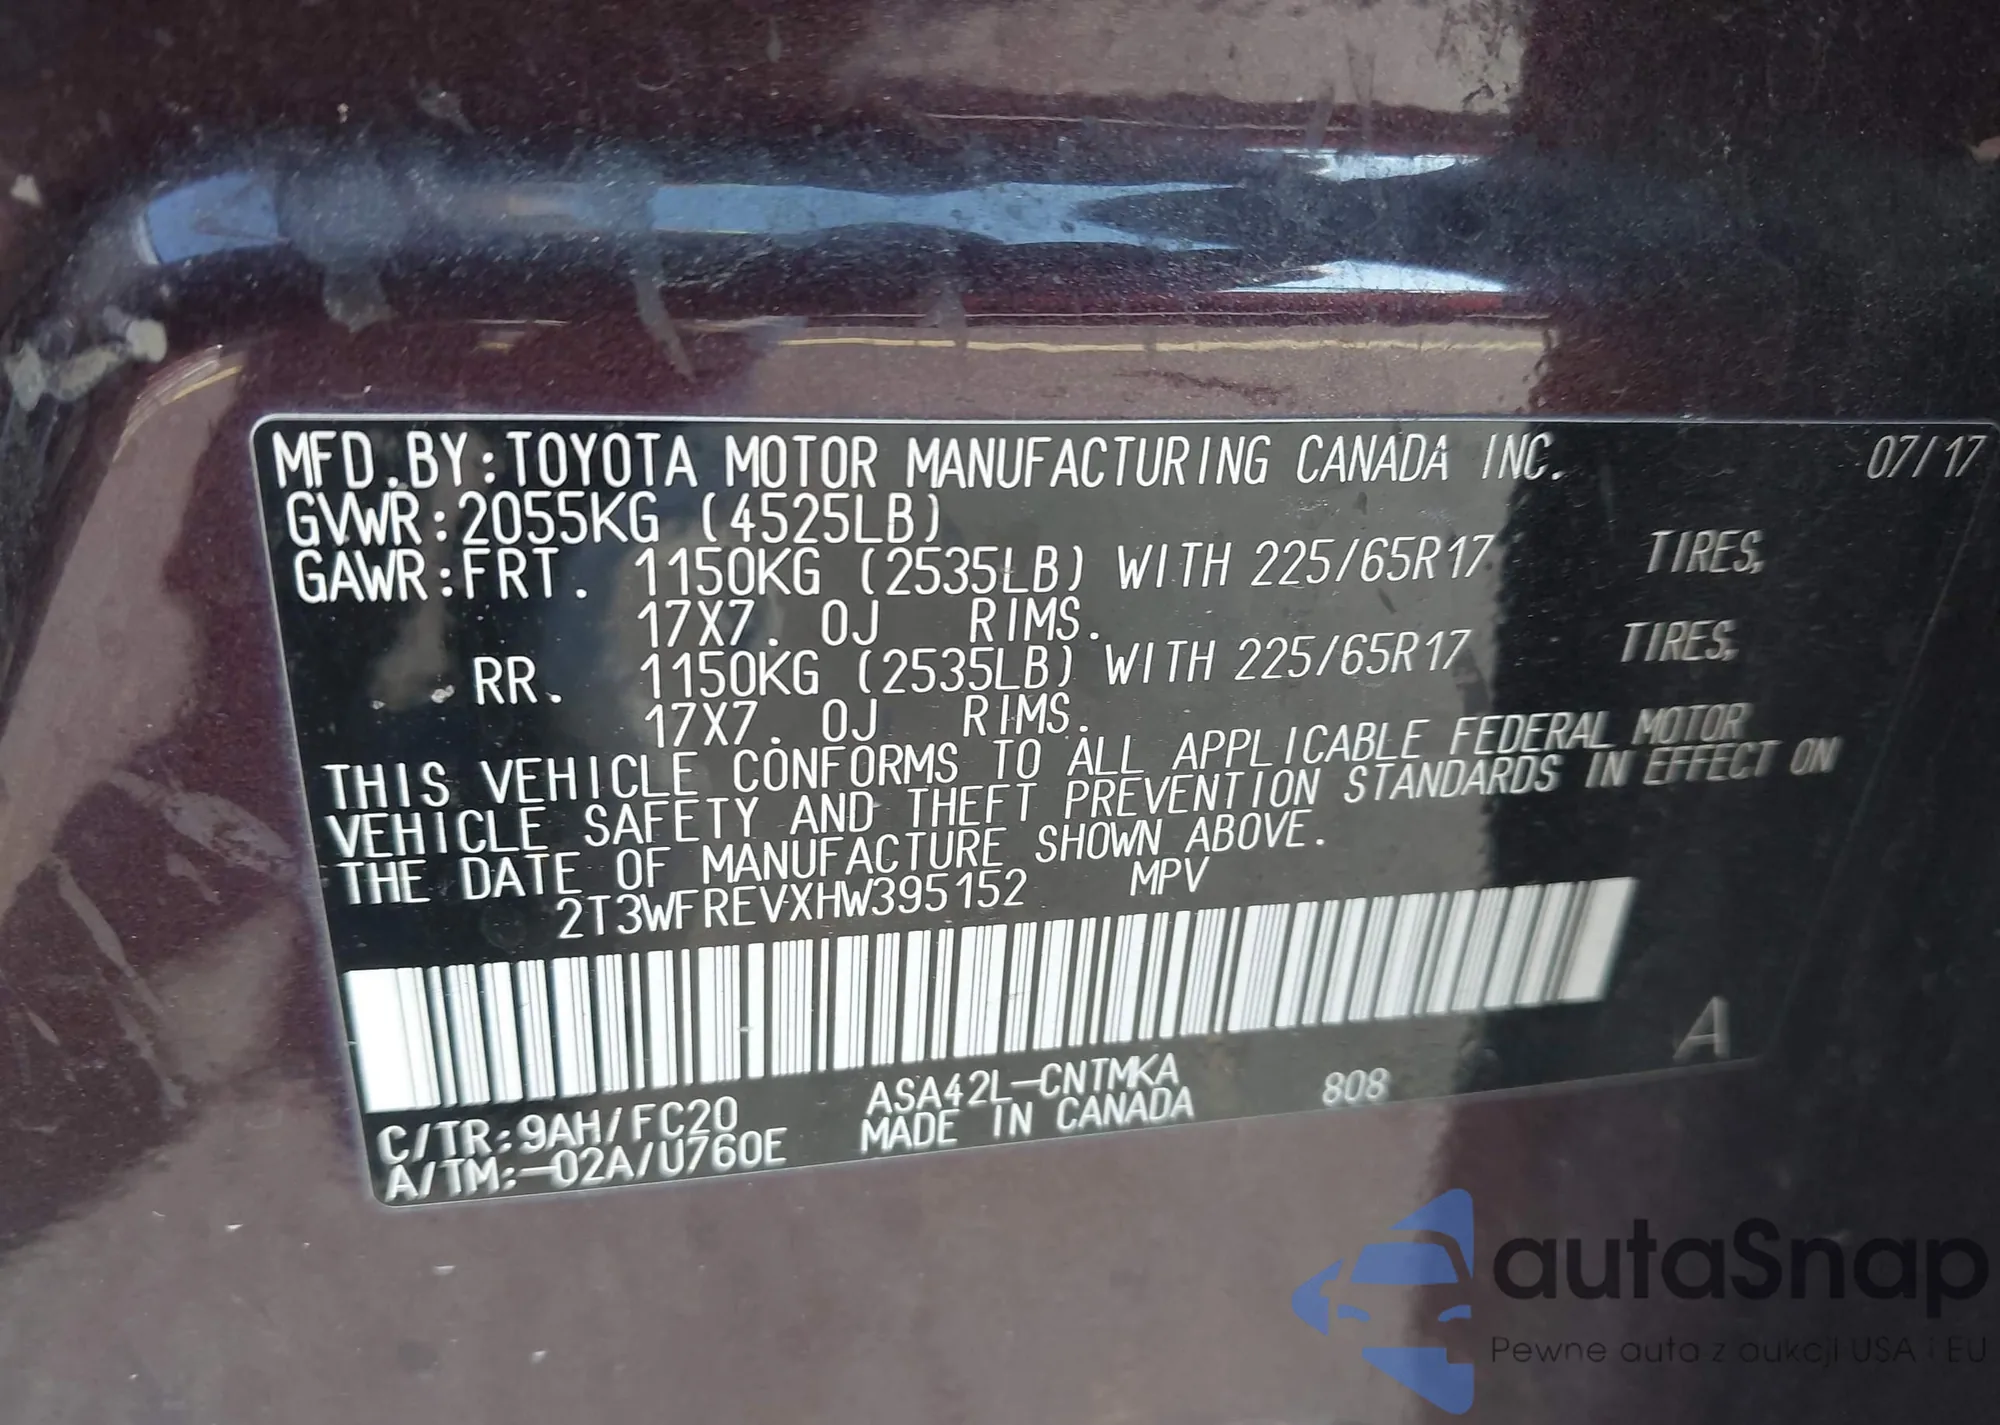 MFD.BY:TOYOTA MOTOR MANUFACTURING CANADA INC. 07/17
GVWR:2055KG (4525LB)
GAWR:FRT. 1150KG (2535LB) WITH 225/65R17 TIRES,
17X7.0J RIMS.
RR. 1150KG (2535LB) WITH 225/65R17 TIRES,
17X7.0J RIMS.
THIS VEHICLE CONFORMS TO ALL APPLICABLE FEDERAL MOTOR
VEHICLE SAFETY AND THEFT PREVENTION STANDARDS IN EFFECT ON
THE DATE OF MANUFACTURE SHOWN ABOVE.
2T3WFREVXHW395152 MPV
A
C/TR:9AH/FC20 ASA42L-CNTMKA 808
A/TM:-02A/U760E MADE IN CANADA
autaSnap
Pewne auta z aukcji USA i EU